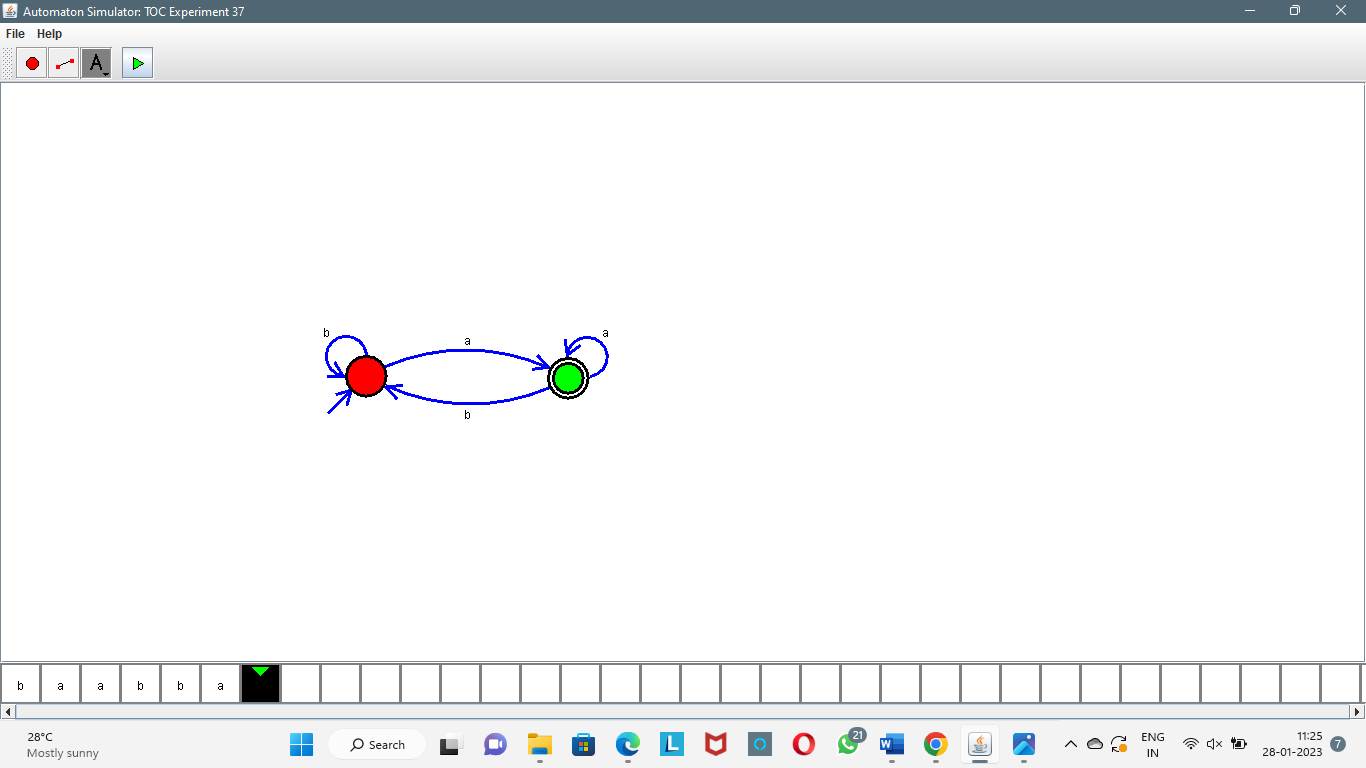 Automaton Simulator: TOC Experiment 37
File Help
A
b
a
a
b
b a a b b a
28°C
Mostly sunny
Search
L
21
W
ENG
IN
11:25
28-01-2023
7